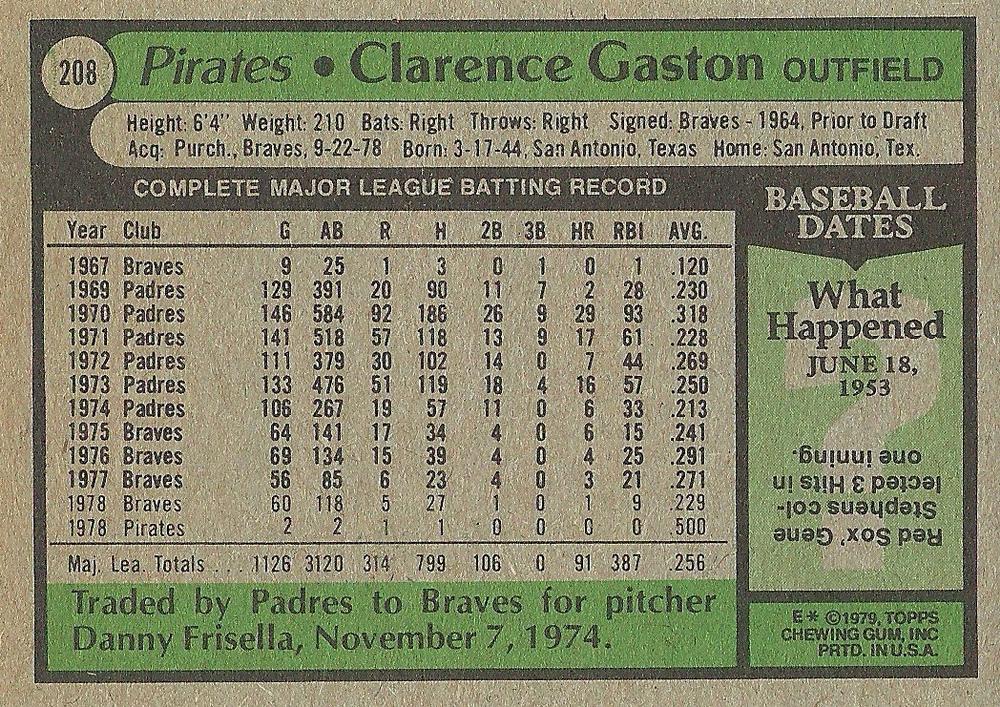 208 Pirates • Clarence Gaston OUTFIELD
Height: 6'4" Weight: 210 Bats: Right Throws: Right Signed: Braves - 1964, Prior to Draft
Acq: Purch., Braves, 9-22-78 Born: 3-17-44, San Antonio, Texas Home: San Antonio, Tex.
COMPLETE MAJOR LEAGUE BATTING RECORD
Year Club G AB R H 2B 3B HR RBI AVG.
1967 Braves 9 25 1 3 0 1 0 1 .120
1969 Padres 129 391 20 90 11 7 2 28 .230
1970 Padres 146 584 92 186 26 9 29 93 .318
1971 Padres 141 518 57 118 13 9 17 61 .228
1972 Padres 111 379 30 102 14 0 7 44 .269
1973 Padres 133 476 51 119 18 4 16 57 .250
1974 Padres 106 267 19 57 11 0 6 33 .213
1975 Braves 64 141 17 34 4 0 6 15 .241
1976 Braves 69 134 15 39 4 0 4 25 .291
1977 Braves 56 85 6 23 4 0 3 21 .271
1978 Braves 60 118 5 27 1 0 1 9 .229
1978 Pirates 2 2 1 1 0 0 0 0 .500
Maj. Lea. Totals . . . 1126 3120 314 799 106 0 91 387 .256
Traded by Padres to Braves for pitcher
Danny Frisella, November 7, 1974.
BASEBALL
DATES
What
Happened
JUNE 18,
1953
?
Red Sox' Gene
Stephens col-
lected 3 Hits in
one inning.
E* ©1979, TOPPS
CHEWING GUM, INC
PRTD. IN U.S.A.